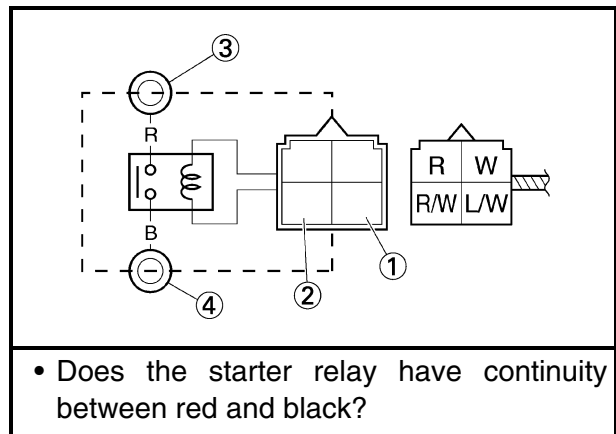 ③
R
B
④
②
①
R W
R/W L/W
• Does the starter relay have continuity
between red and black?